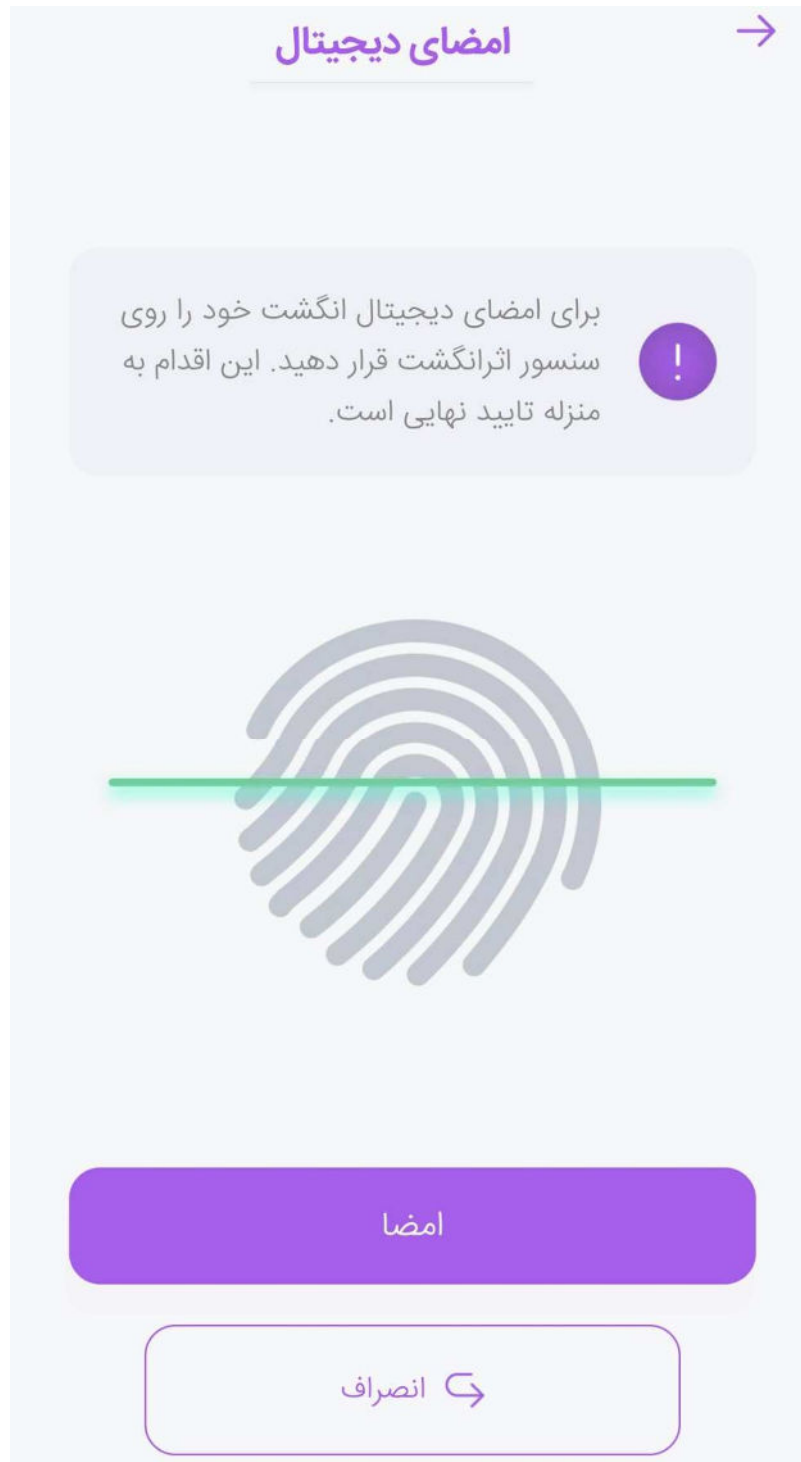 امضای دیجیتال
برای امضای دیجیتال انگشت خود را روی
سنسور اثرانگشت قرار دهید. این اقدام به
منزله تایید نهایی است.
امضا
انصراف